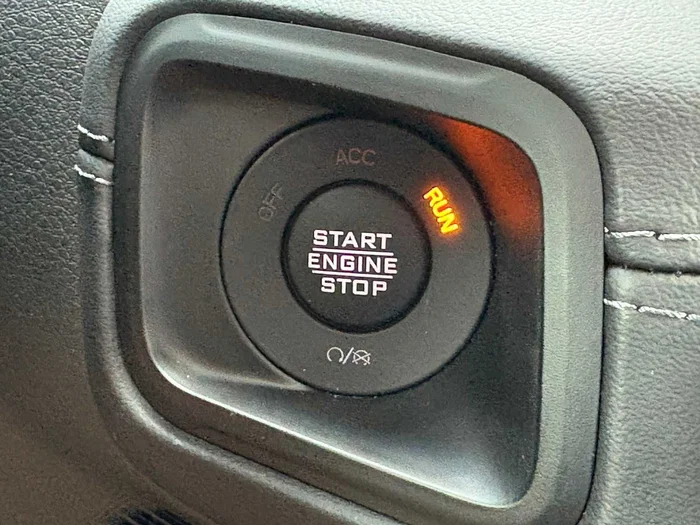 ACC
OFF
RUN
START
ENGINE
STOP